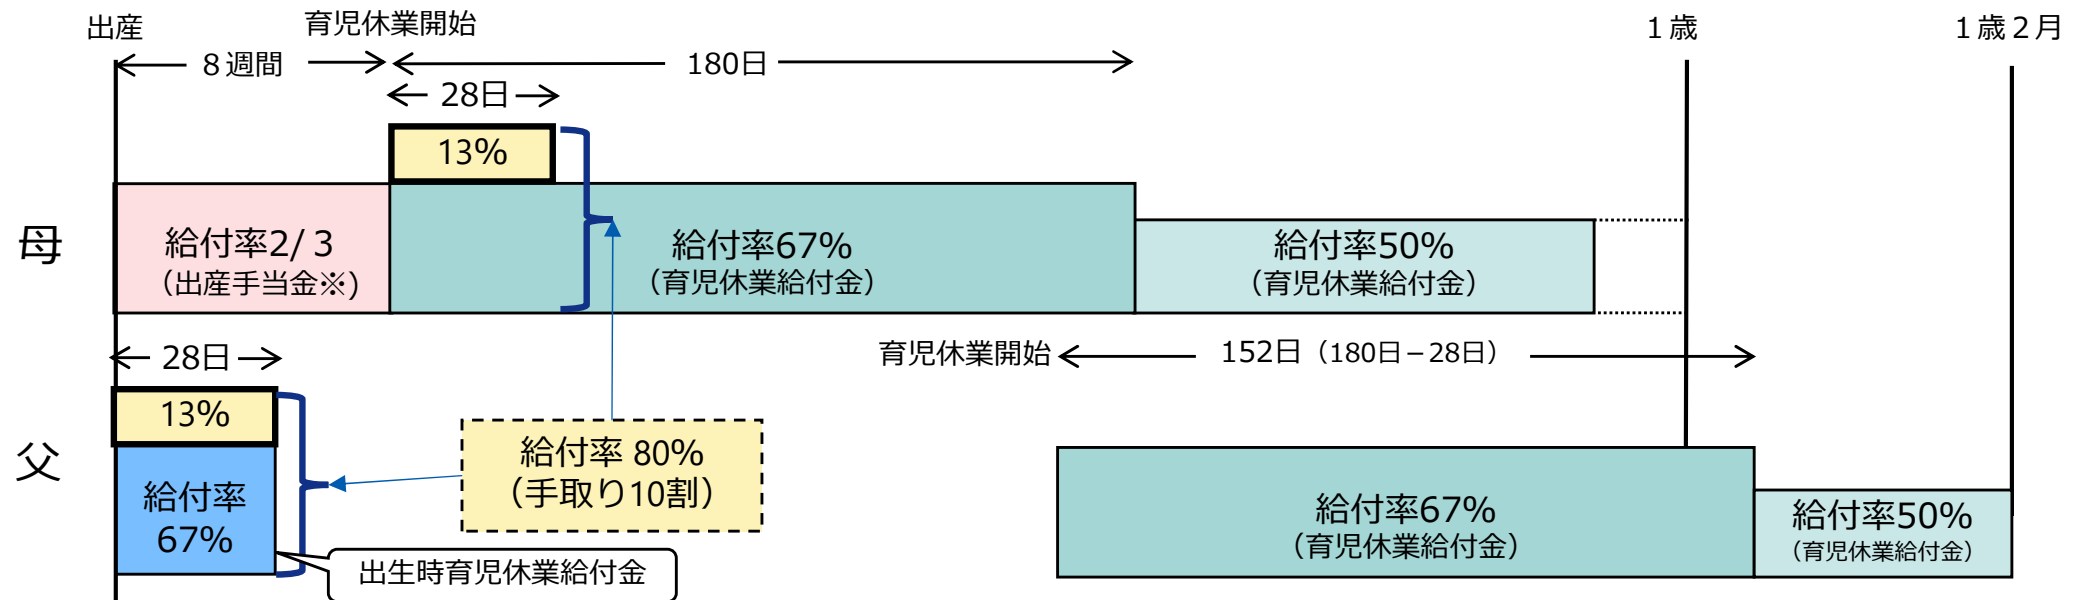 出産
育児休業開始
１歳
１歳２月
８週間
180日
28日
13%
母
給付率2/３
（出産手当金※)
給付率67%
（育児休業給付金）
給付率50%
（育児休業給付金）
28日
育児休業開始
152日（180日－28日）
13%
父
給付率
67%
給付率 80%
（手取り10割）
出生時育児休業給付金
給付率67%
（育児休業給付金）
給付率50%
（育児休業給付金）